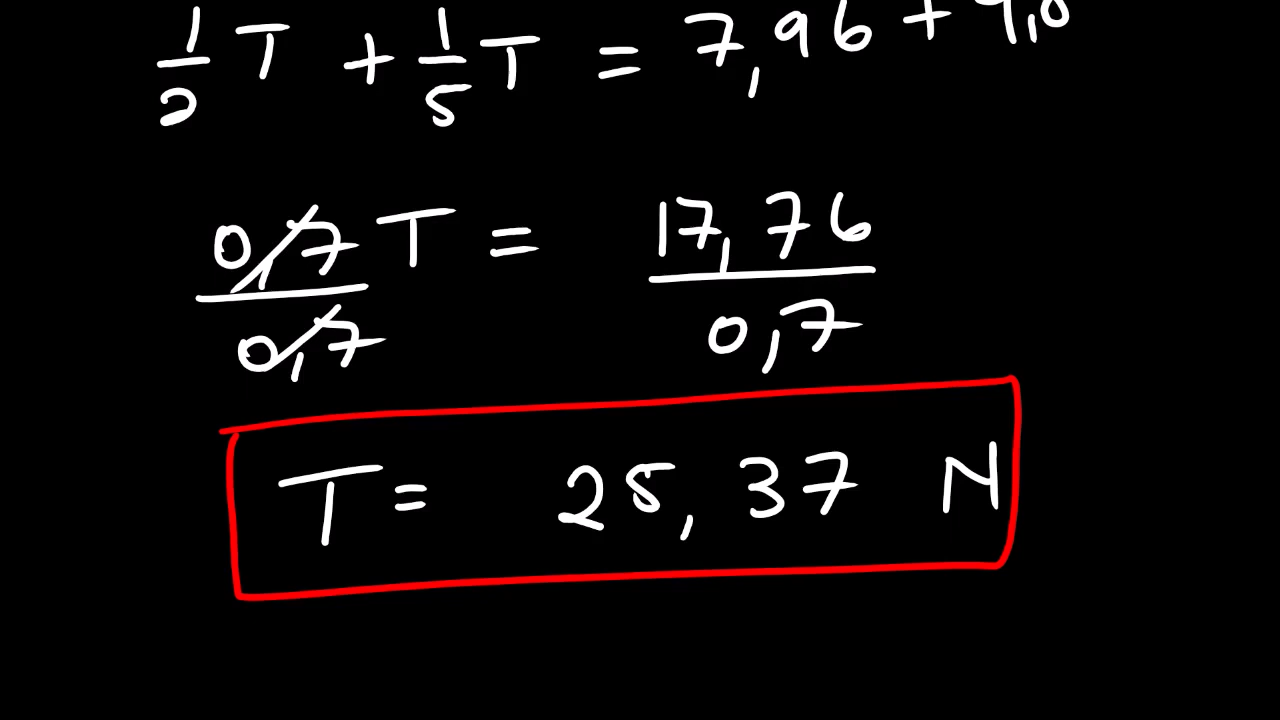 1/2 T + 1/5 T = 7,96 + 9,8
0,7/0,7 T = 17,76/0,7
T = 25,37 N